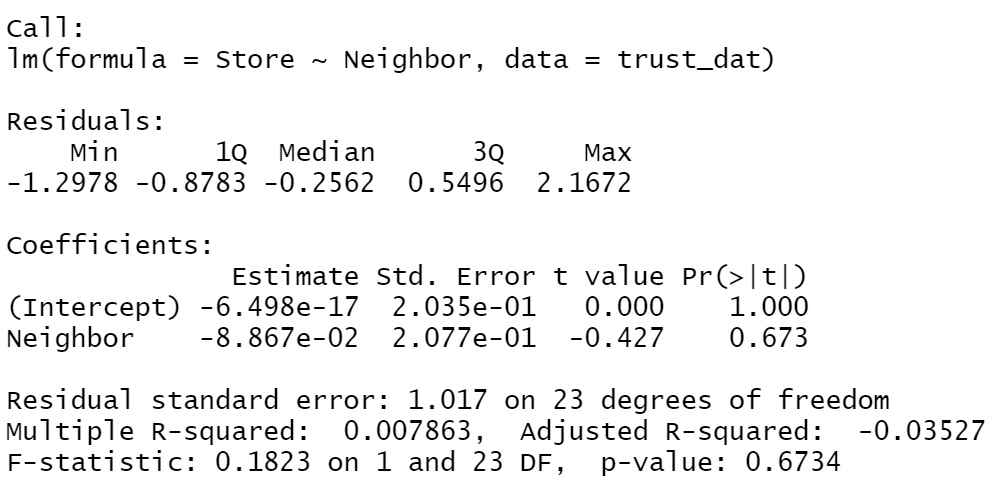 Call:
lm(formula = Store ~ Neighbor, data = trust_dat)
Residuals:
Min 1Q Median 3Q Max
-1.2978 -0.8783 -0.2562 0.5496 2.1672
Coefficients:
Estimate Std. Error t value Pr(>|t|)
(Intercept) -6.498e-17 2.035e-01 0.000 1.000
Neighbor -8.867e-02 2.077e-01 -0.427 0.673
Residual standard error: 1.017 on 23 degrees of freedom
Multiple R-squared: 0.007863, Adjusted R-squared: -0.03527
F-statistic: 0.1823 on 1 and 23 DF, p-value: 0.6734